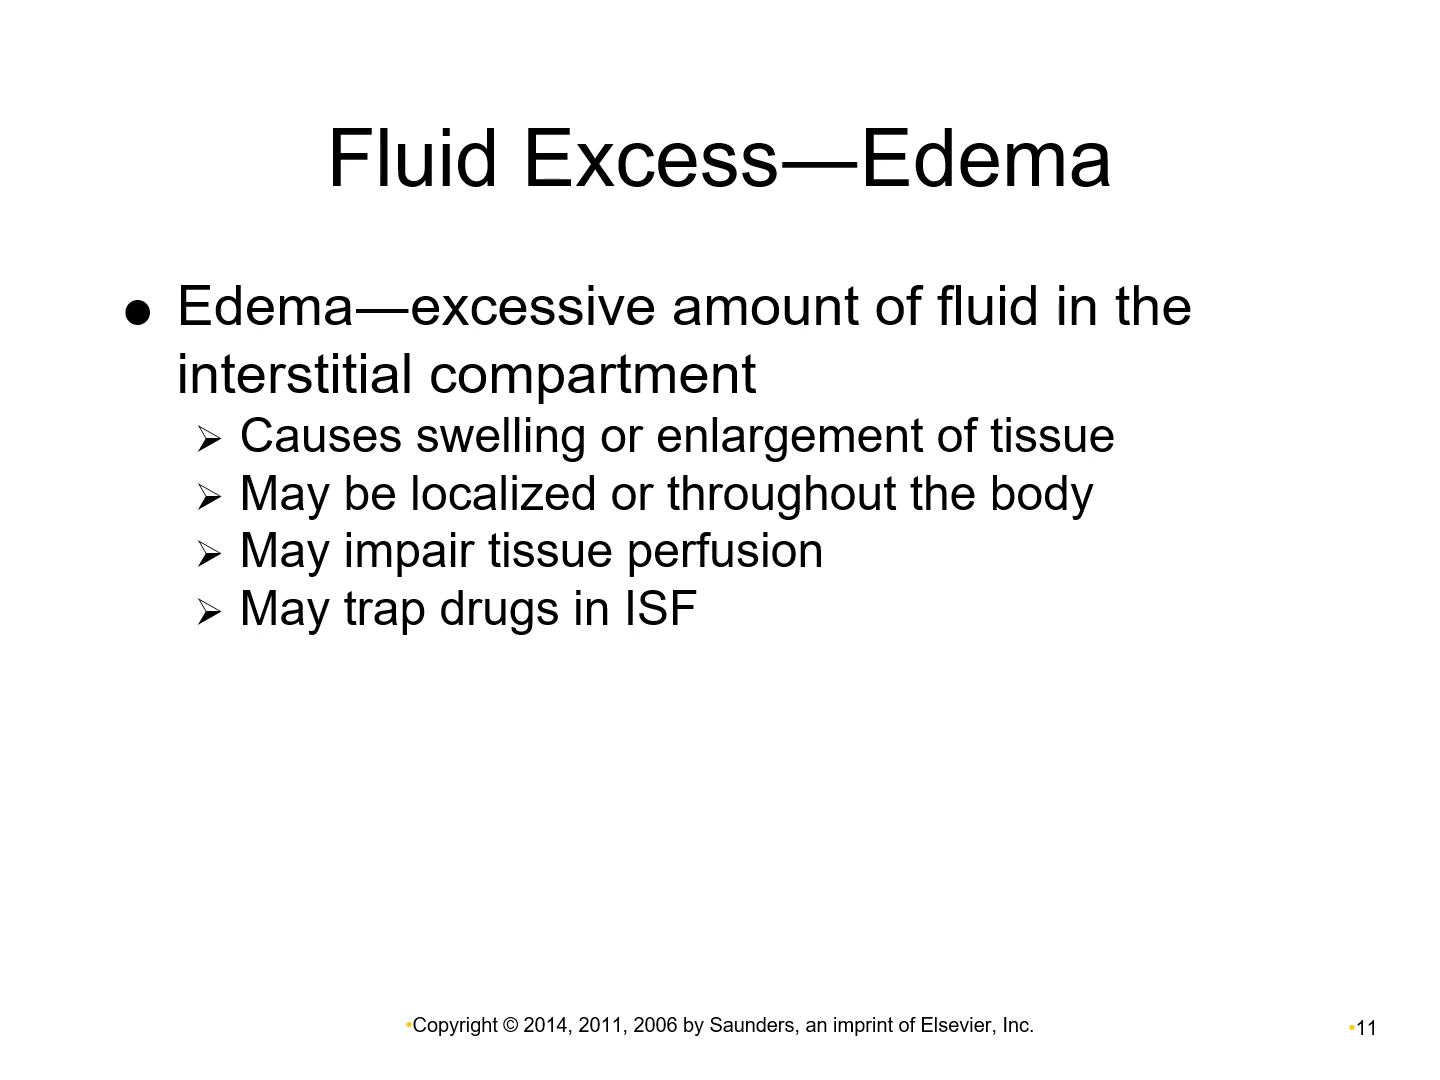 Fluid Excess—Edema
● Edema—excessive amount of fluid in the
interstitial compartment
➢ Causes swelling or enlargement of tissue
➢ May be localized or throughout the body
➢ May impair tissue perfusion
➢ May trap drugs in ISF
•Copyright © 2014, 2011, 2006 by Saunders, an imprint of Elsevier, Inc.
•11